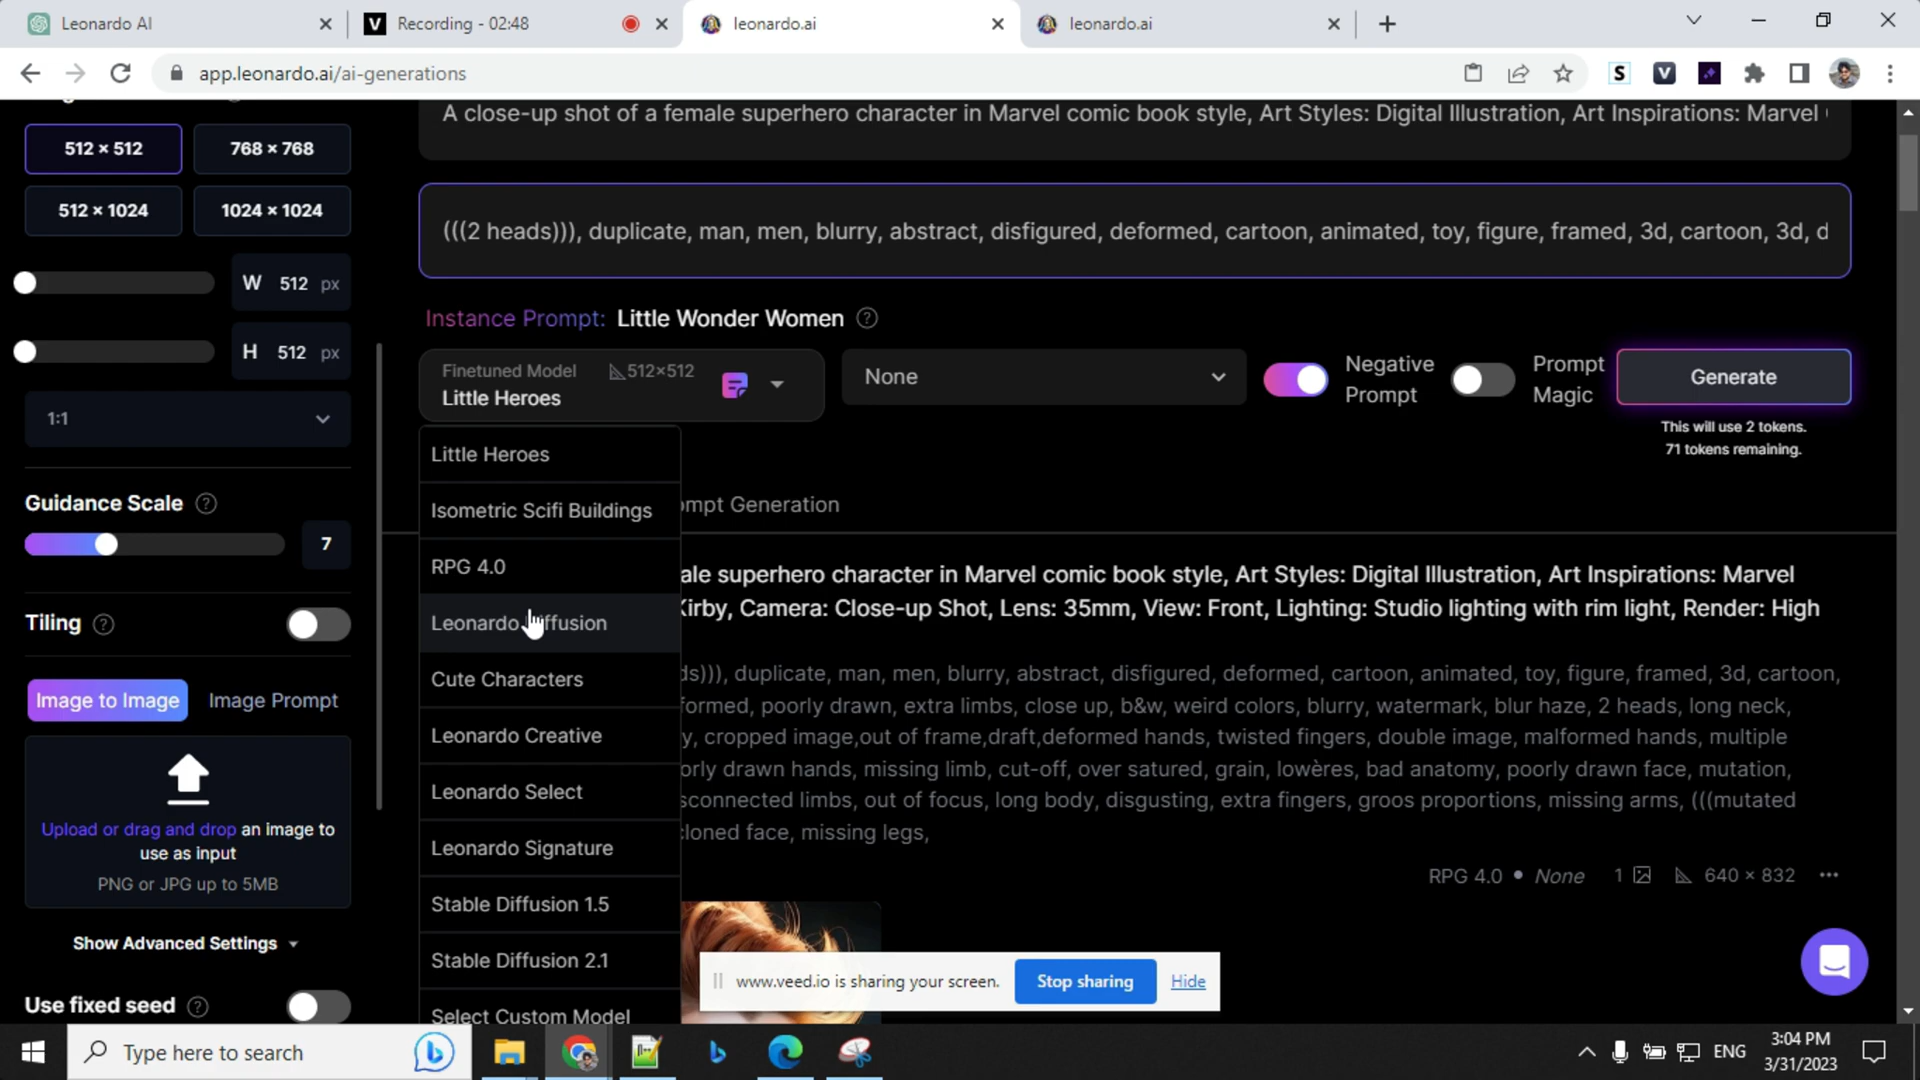 Leonardo AI
Recording - 02:48
leonardo.ai
leonardo.ai
app.leonardo.ai/ai-generations
512 × 512
768 × 768
512 × 1024
1024 × 1024
W 512 px
H 512 px
1:1
Guidance Scale
7
Tiling
Image to Image
Image Prompt
Upload or drag and drop an image to
use as input
PNG or JPG up to 5MB
Show Advanced Settings
Use fixed seed
A close-up shot of a female superhero character in Marvel comic book style, Art Styles: Digital Illustration, Art Inspirations: Marvel
(((2 heads))), duplicate, man, men, blurry, abstract, disfigured, deformed, cartoon, animated, toy, figure, framed, 3d, cartoon, 3d, d
Instance Prompt: Little Wonder Women
Finetuned Model 512×512
Little Heroes
None
Negative
Prompt
Prompt
Magic
Generate
This will use 2 tokens.
71 tokens remaining.
Little Heroes
Isometric Scifi Buildings
RPG 4.0
Leonardo Diffusion
Cute Characters
Leonardo Creative
Leonardo Select
Leonardo Signature
Stable Diffusion 1.5
Stable Diffusion 2.1
Select Custom Model
mpt Generation
ale superhero character in Marvel comic book style, Art Styles: Digital Illustration, Art Inspirations: Marvel
Kirby, Camera: Close-up Shot, Lens: 35mm, View: Front, Lighting: Studio lighting with rim light, Render: High
ds))), duplicate, man, men, blurry, abstract, disfigured, deformed, cartoon, animated, toy, figure, framed, 3d, cartoon,
formed, poorly drawn, extra limbs, close up, b&w, weird colors, blurry, watermark, blur haze, 2 heads, long neck,
y, cropped image,out of frame,draft,deformed hands, twisted fingers, double image, malformed hands, multiple
orly drawn hands, missing limb, cut-off, over satured, grain, lowères, bad anatomy, poorly drawn face, mutation,
sconnected limbs, out of focus, long body, disgusting, extra fingers, groos proportions, missing arms, (((mutated
cloned face, missing legs,
RPG 4.0 • None 1 640 × 832
www.veed.io is sharing your screen.
Stop sharing
Hide
Type here to search
ENG
3:04 PM
3/31/2023